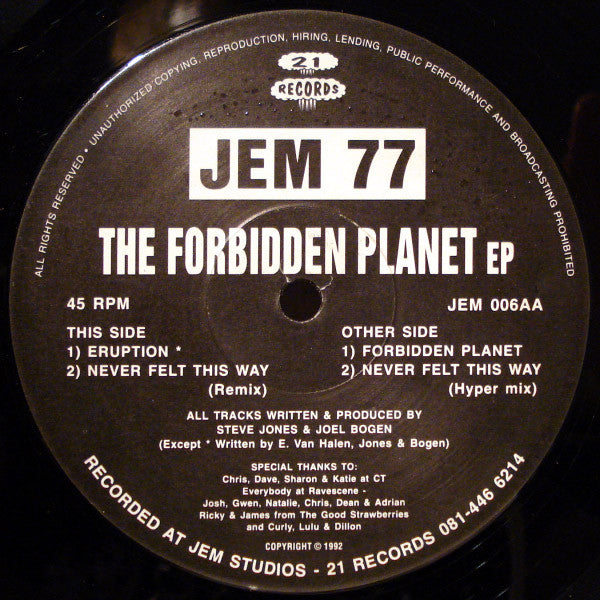 ALL RIGHTS RESERVED • UNAUTHORIZED COPYING, REPRODUCTION, HIRING, LENDING, PUBLIC PERFORMANCE AND BROADCASTING PROHIBITED
21
RECORDS
JEM 77
THE FORBIDDEN PLANET EP
45 RPM
JEM 006AA
THIS SIDE
1) ERUPTION *
2) NEVER FELT THIS WAY
(Remix)
OTHER SIDE
1) FORBIDDEN PLANET
2) NEVER FELT THIS WAY
(Hyper mix)
ALL TRACKS WRITTEN & PRODUCED BY
STEVE JONES & JOEL BOGEN
(Except * Written by E. Van Halen, Jones & Bogen)
SPECIAL THANKS TO:
Chris, Dave, Sharon & Katie at CT
Everybody at Ravescene -
Josh, Gwen, Natalie, Chris, Dean & Adrian
Ricky & James from The Good Strawberries
and Curly, Lulu & Dillon
COPYRIGHT © 1992
RECORDED AT JEM STUDIOS - 21 RECORDS 081-446 6214